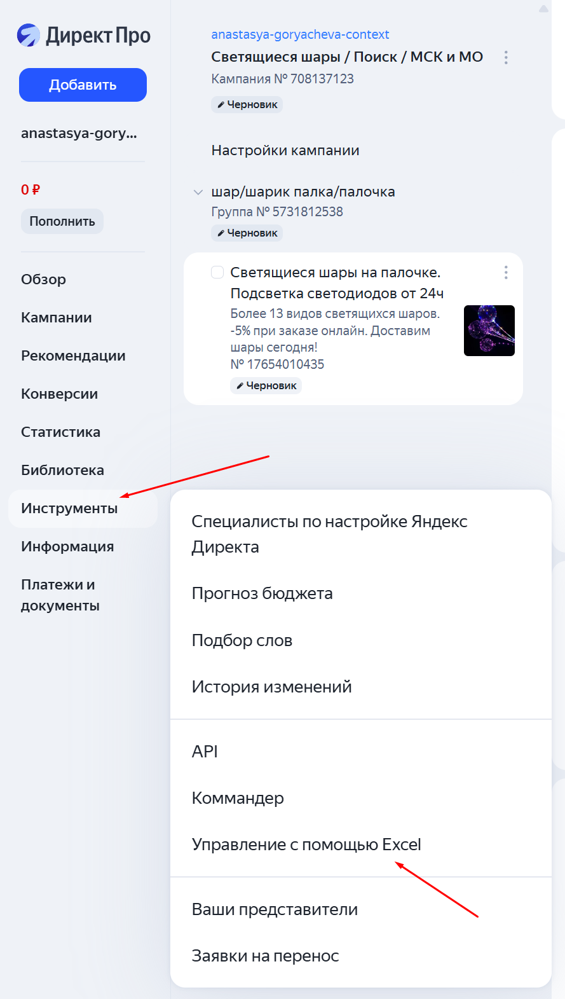 Директ Про
Добавить
anastasya-gory...
0 ₽
Пополнить
Обзор
Кампании
Рекомендации
Конверсии
Статистика
Библиотека
Инструменты
Информация
Платежи и
документы
anastasya-goryacheva-context
Светящиеся шары / Поиск / МСК и МО
Кампания № 708137123
Черновик
Настройки кампании
шар/шарик палка/палочка
Группа № 5731812538
Черновик
Светящиеся шары на палочке.
Подсветка светодиодов от 24ч
Более 13 видов светящихся шаров.
-5% при заказе онлайн. Доставим
шары сегодня!
№ 17654010435
Черновик
Специалисты по настройке Яндекс
Директа
Прогноз бюджета
Подбор слов
История изменений
API
Коммандер
Управление с помощью Excel
Ваши представители
Заявки на перенос